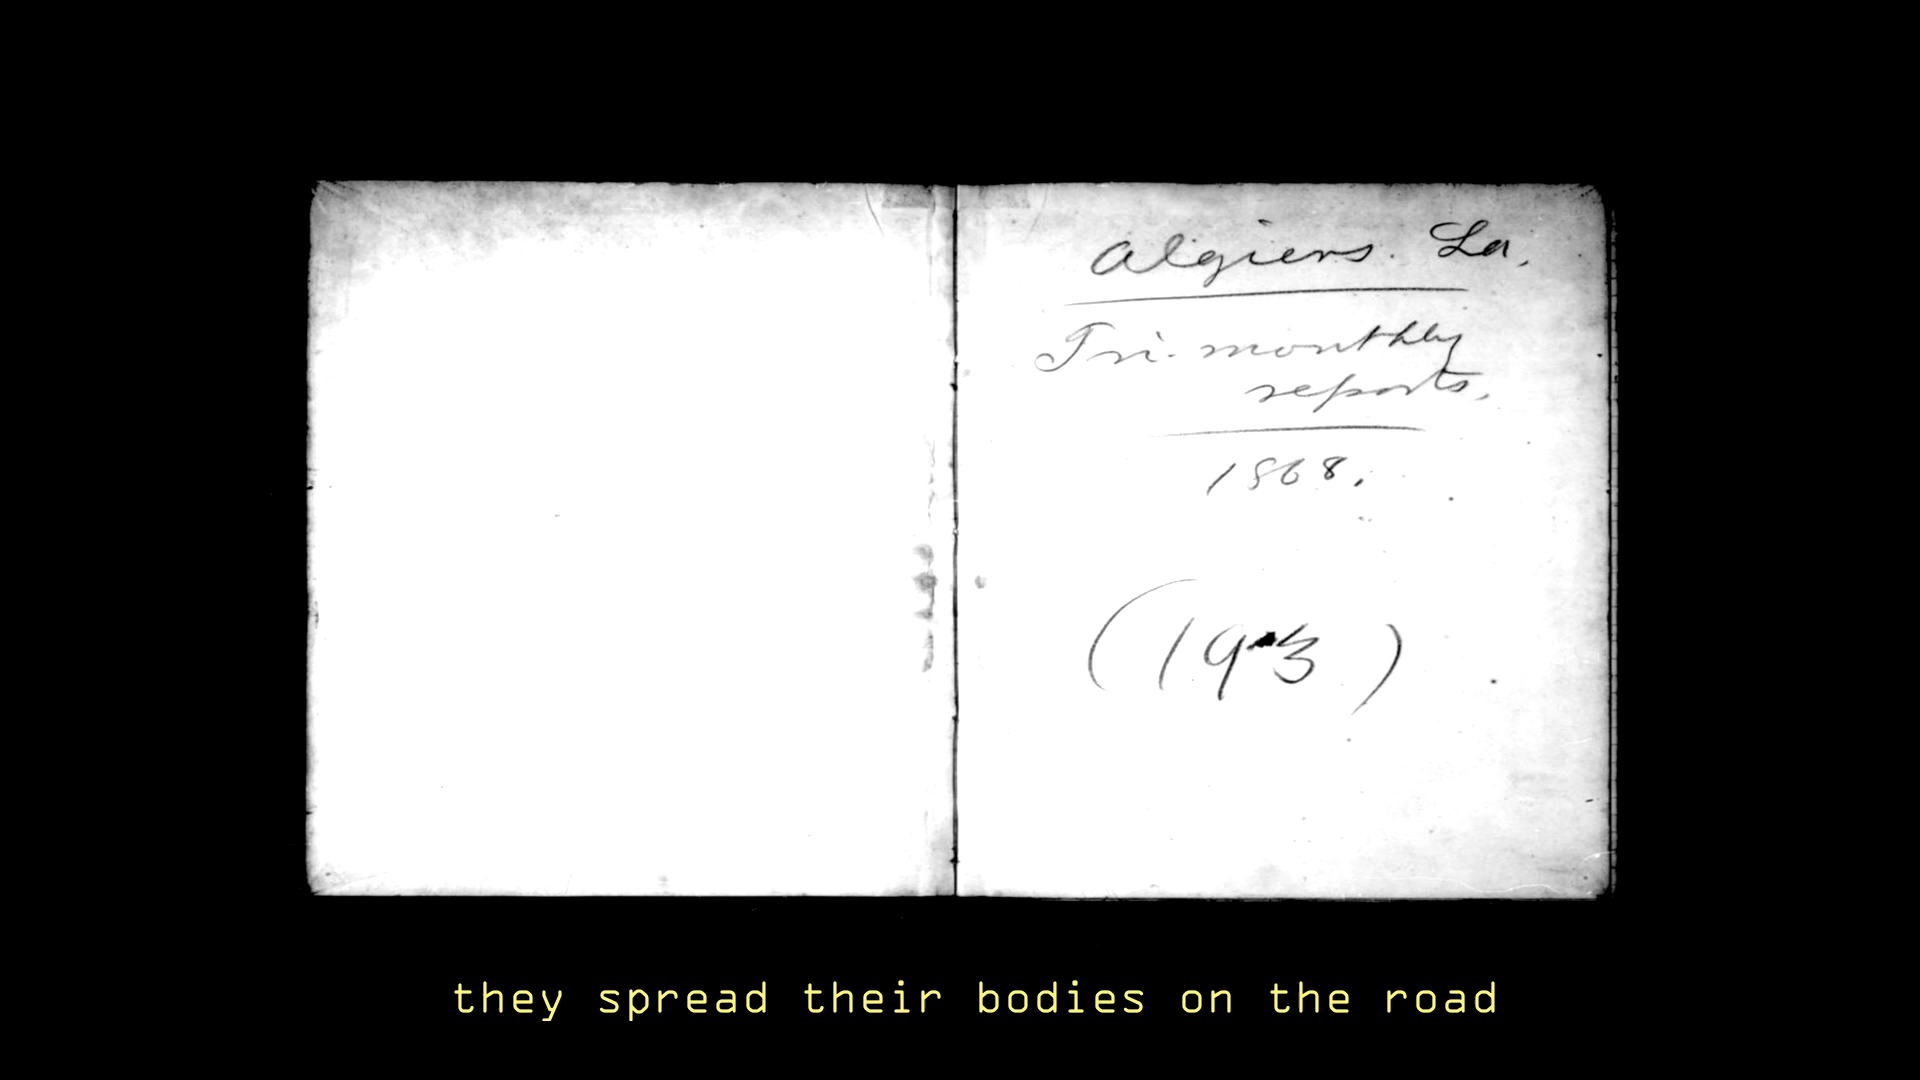 Algiers. La.
Tri-monthly
reports.
1868.
(193)
they spread their bodies on the road